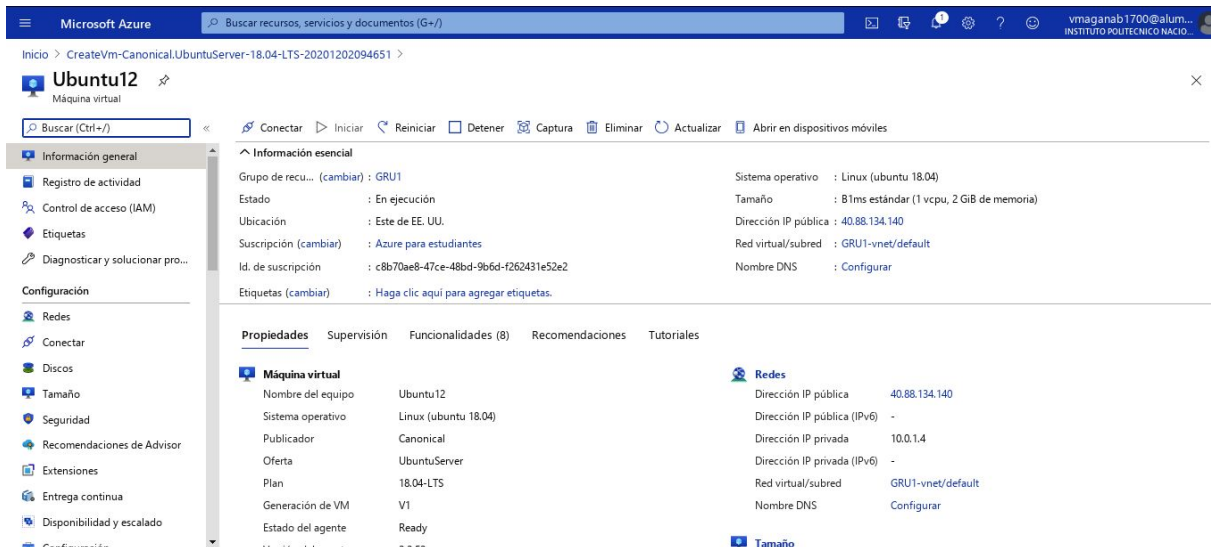 Microsoft Azure
Buscar recursos, servicios y documentos (G+/)
1
vmaganab1700@alum...
INSTITUTO POLITECNICO NACIO...
Inicio > CreateVm-Canonical.UbuntuServer-18.04-LTS-20201202094651 >
Ubuntu12
Máquina virtual
Buscar (Ctrl+/)
Información general
Registro de actividad
Control de acceso (IAM)
Etiquetas
Diagnosticar y solucionar pro...
Configuración
Redes
Conectar
Discos
Tamaño
Seguridad
Recomendaciones de Advisor
Extensiones
Entrega continua
Disponibilidad y escalado
Configuración
Conectar Iniciar Reiniciar Detener Captura Eliminar Actualizar Abrir en dispositivos móviles
Información esencial
Grupo de recu... (cambiar) : GRU1
Estado : En ejecución
Ubicación : Este de EE. UU.
Suscripción (cambiar) : Azure para estudiantes
Id. de suscripción : c8b70ae8-47ce-48bd-9b6d-f262431e52e2
Etiquetas (cambiar) : Haga clic aquí para agregar etiquetas.
Sistema operativo : Linux (ubuntu 18.04)
Tamaño : B1ms estándar (1 vcpu, 2 GiB de memoria)
Dirección IP pública : 40.88.134.140
Red virtual/subred : GRU1-vnet/default
Nombre DNS : Configurar
Propiedades Supervisión Funcionalidades (8) Recomendaciones Tutoriales
Máquina virtual
Nombre del equipo Ubuntu12
Sistema operativo Linux (ubuntu 18.04)
Publicador Canonical
Oferta UbuntuServer
Plan 18.04-LTS
Generación de VM V1
Estado del agente Ready
Redes
Dirección IP pública 40.88.134.140
Dirección IP pública (IPv6) -
Dirección IP privada 10.0.1.4
Dirección IP privada (IPv6) -
Red virtual/subred GRU1-vnet/default
Nombre DNS Configurar
Tamaño